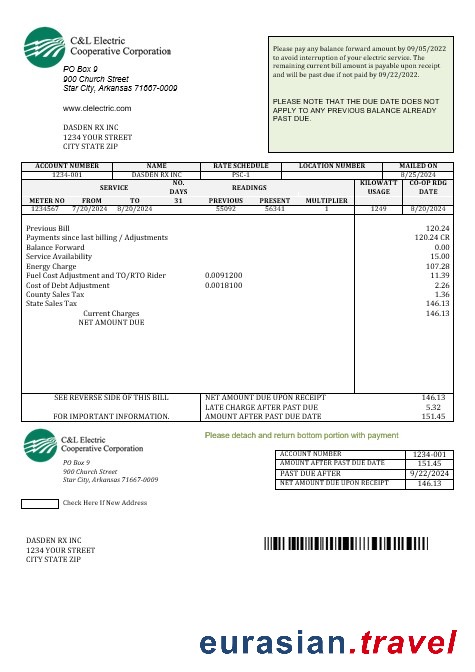 C&L Electric
Cooperative Corporation
PO Box 9
900 Church Street
Star City, Arkansas 71667-0009
www.clelectric.com
DASDEN RX INC
1234 YOUR STREET
CITY STATE ZIP
Please pay any balance forward amount by 09/05/2022
to avoid interruption of your electric service. The
remaining current bill amount is payable upon receipt
and will be past due if not paid by 09/22/2022.
PLEASE NOTE THAT THE DUE DATE DOES NOT
APPLY TO ANY PREVIOUS BALANCE ALREADY
PAST DUE.
ACCOUNT NUMBER NAME RATE SCHEDULE LOCATION NUMBER MAILED ON
1234-001 DASDEN RX INC PSC-1 8/25/2024
SERVICE NO. DAYS READINGS KILOWATT USAGE CO-OP RDG DATE
METER NO FROM TO 31 PREVIOUS PRESENT MULTIPLIER
1234567 7/20/2024 8/20/2024 55092 56341 1 1249 8/20/2024
Previous Bill 120.24
Payments since last billing / Adjustments 120.24 CR
Balance Forward 0.00
Service Availability 15.00
Energy Charge 107.28
Fuel Cost Adjustment and TO/RTO Rider 0.0091200 11.39
Cost of Debt Adjustment 0.0018100 2.26
County Sales Tax 1.36
State Sales Tax 146.13
Current Charges 146.13
NET AMOUNT DUE
SEE REVERSE SIDE OF THIS BILL NET AMOUNT DUE UPON RECEIPT 146.13
LATE CHARGE AFTER PAST DUE 5.32
FOR IMPORTANT INFORMATION. AMOUNT AFTER PAST DUE DATE 151.45
C&L Electric
Cooperative Corporation
PO Box 9
900 Church Street
Star City, Arkansas 71667-0009
Please detach and return bottom portion with payment
ACCOUNT NUMBER 1234-001
AMOUNT AFTER PAST DUE DATE 151.45
PAST DUE AFTER 9/22/2024
NET AMOUNT DUE UPON RECEIPT 146.13
Check Here If New Address
DASDEN RX INC
1234 YOUR STREET
CITY STATE ZIP
eurasian.travel